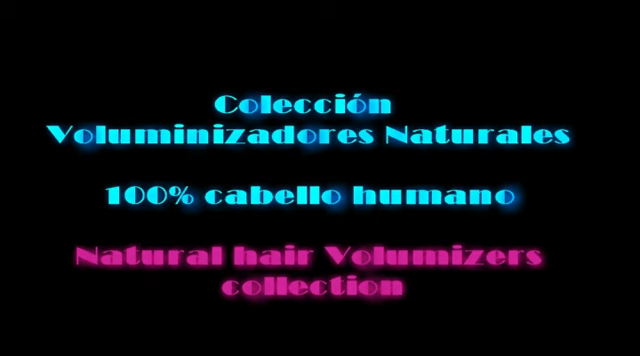 Colección
Voluminizadores Naturales
100% cabello humano
Natural hair Volumizers
collection